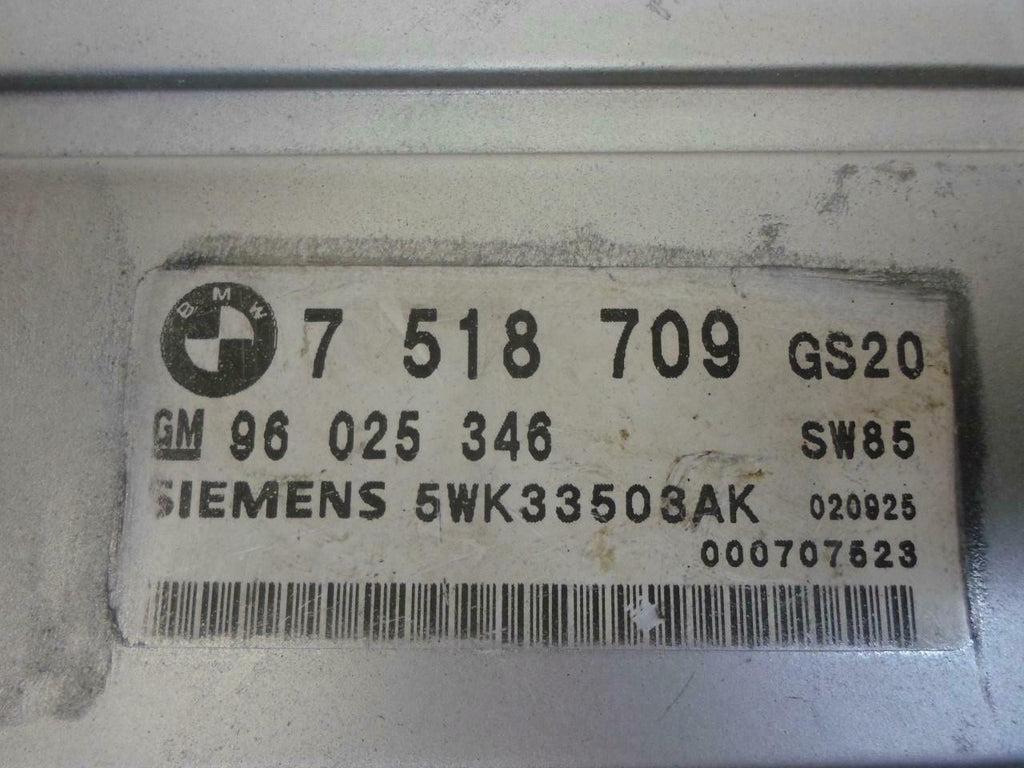 BMW 7 518 709 GS20
GM 96 025 346 SW85
SIEMENS 5WK33503AK 020925
000707523